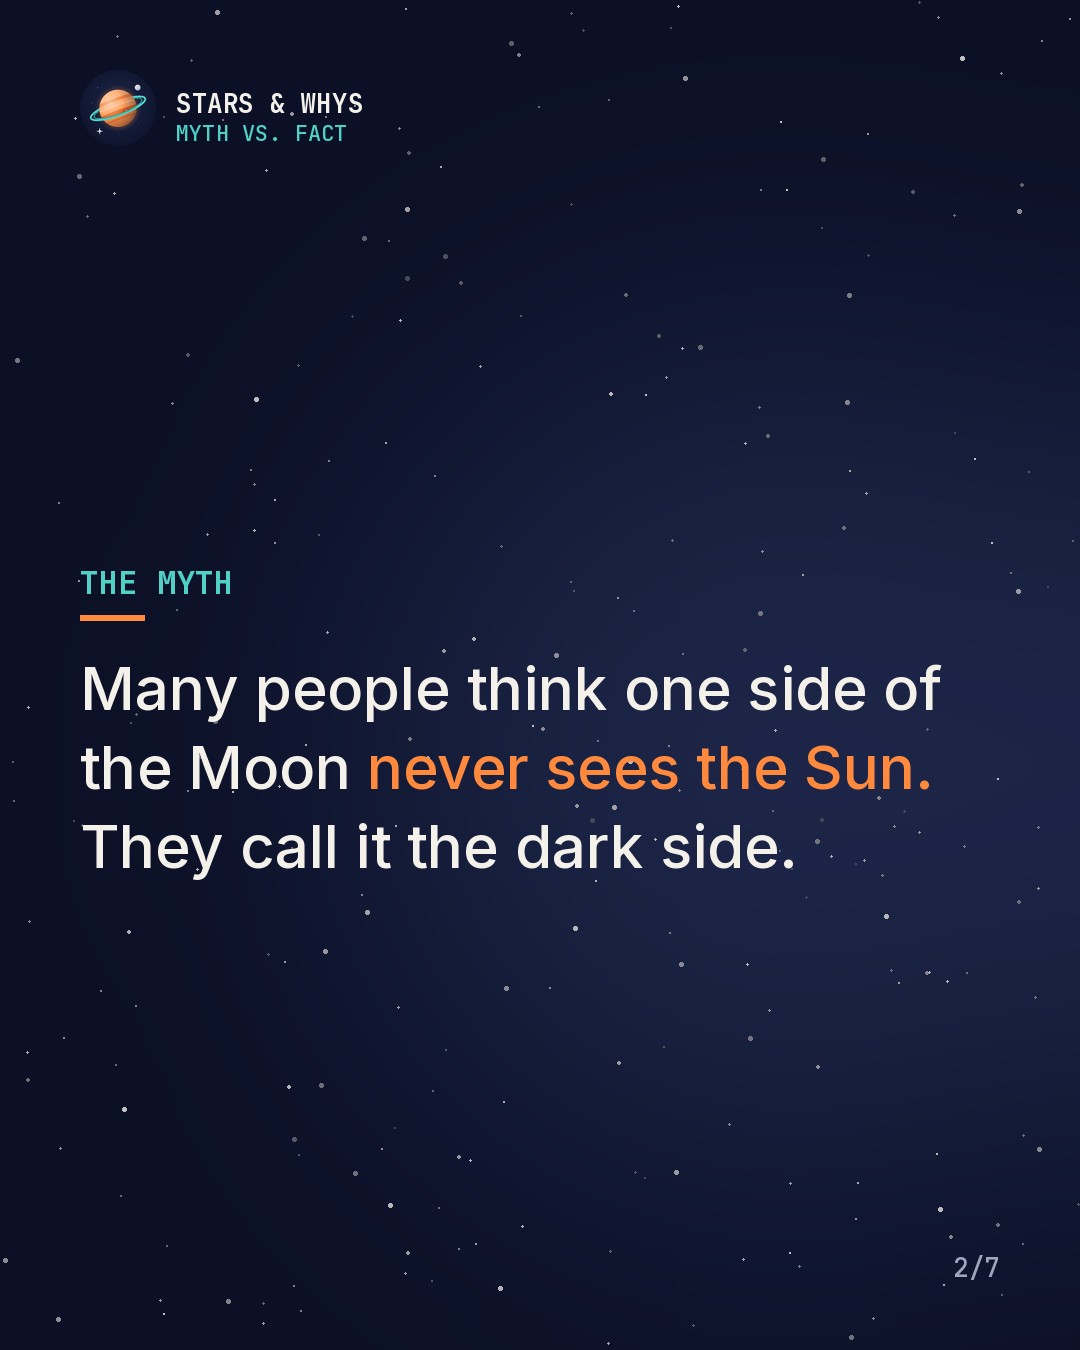 STARS & WHYS
MYTH VS. FACT
THE MYTH
Many people think one side of
the Moon never sees the Sun.
They call it the dark side.
2/7